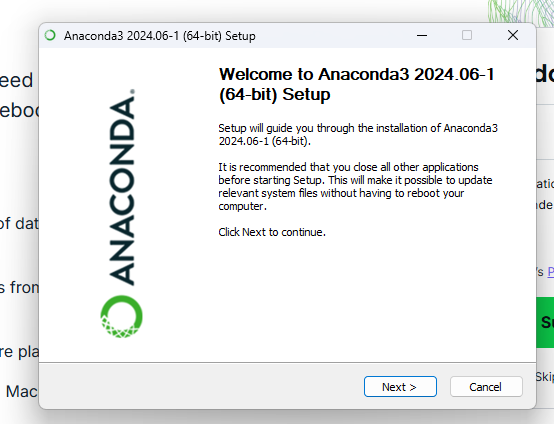 Anaconda3 2024.06-1 (64-bit) Setup
ANACONDA.
Welcome to Anaconda3 2024.06-1
(64-bit) Setup
Setup will guide you through the installation of Anaconda3
2024.06-1 (64-bit).
It is recommended that you close all other applications
before starting Setup. This will make it possible to update
relevant system files without having to reboot your
computer.
Click Next to continue.
Next >
Cancel
eed
eboo
of dat
s from
re pla
Mac
do
atio
nde
's P
S
Skip